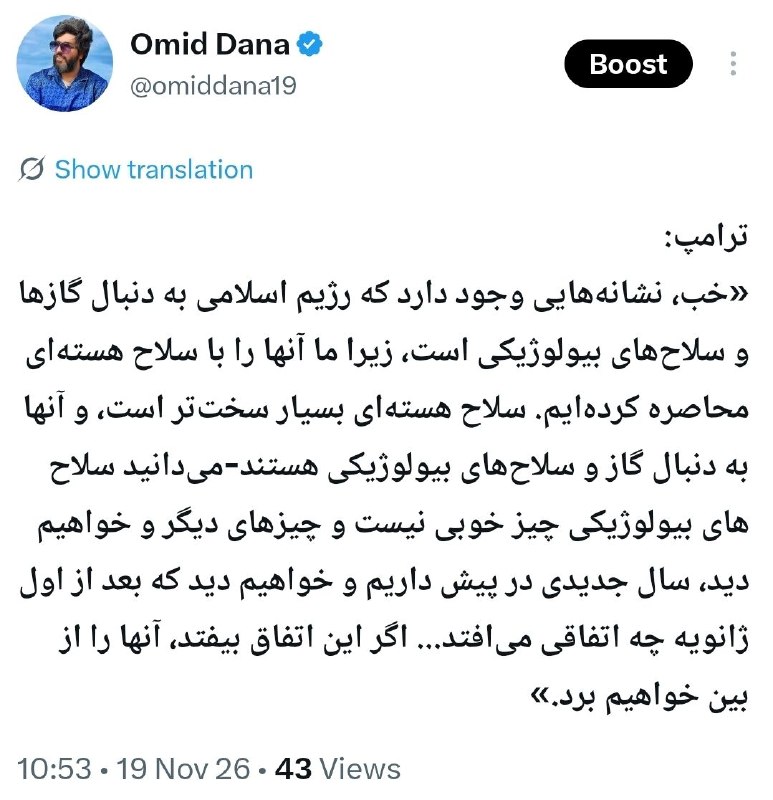 Omid Dana
@omiddana19
Boost
Show translation
ترامپ:
«خب، نشانه‌هایی وجود دارد که رژیم اسلامی به دنبال گازها
و سلاح‌های بیولوژیکی است، زیرا ما آنها را با سلاح هسته‌ای
محاصره کرده‌ایم. سلاح هسته‌ای بسیار سخت‌تر است، و آنها
به دنبال گاز و سلاح‌های بیولوژیکی هستند-می‌دانید سلاح
های بیولوژیکی چیز خوبی نیست و چیزهای دیگر و خواهیم
دید، سال جدیدی در پیش داریم و خواهیم دید که بعد از اول
ژانویه چه اتفاقی می‌افتد... اگر این اتفاق بیفتد، آنها را از
بین خواهیم برد.»
10:53 • 19 Nov 26 • 43 Views